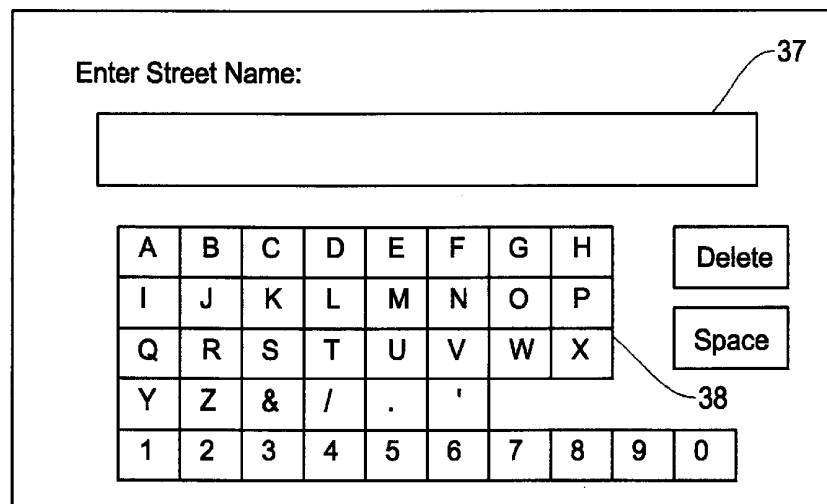 37
Enter Street Name:
A B C D E F G H Delete
I J K L M N O P
Q R S T U V W X Space
Y Z & / . ' 38
1 2 3 4 5 6 7 8 9 0